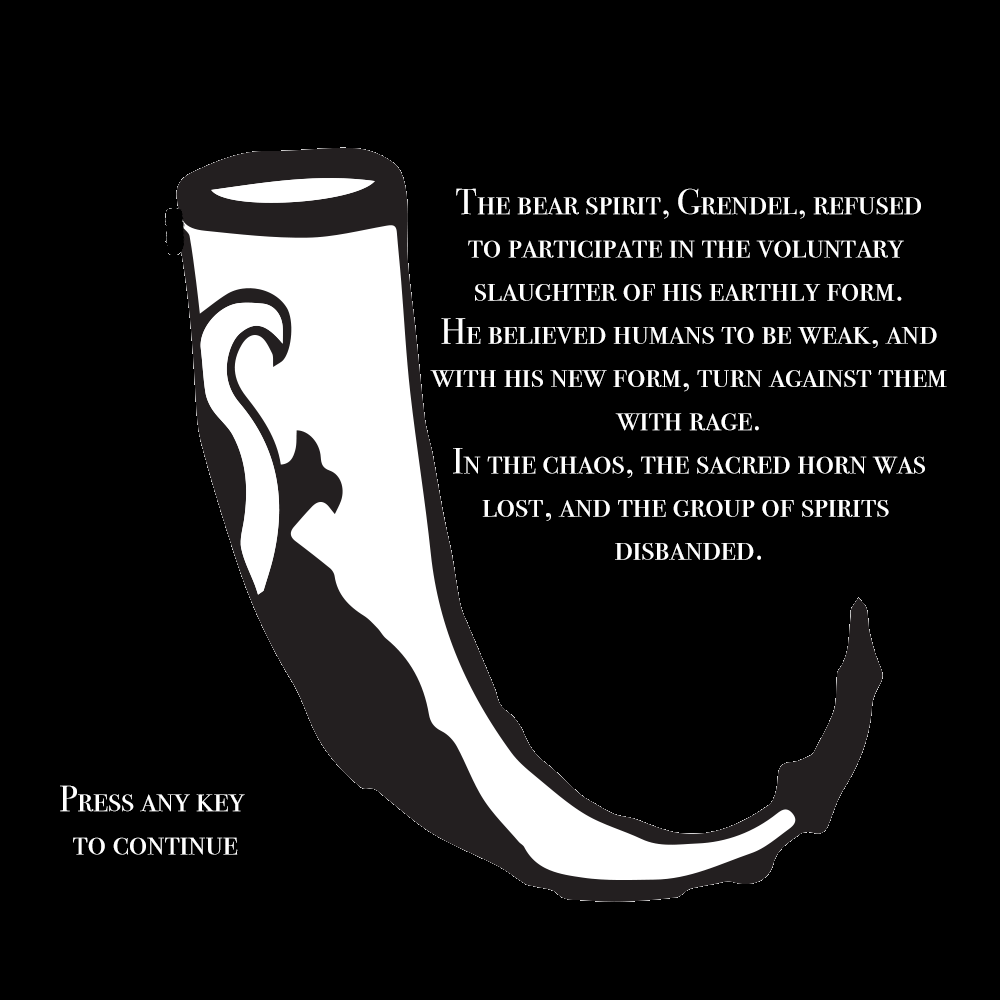 The bear spirit, Grendel, refused
to participate in the voluntary
slaughter of his earthly form.
He believed humans to be weak, and
with his new form, turn against them
with rage.
In the chaos, the sacred horn was
lost, and the group of spirits
disbanded.
Press any key
to continue